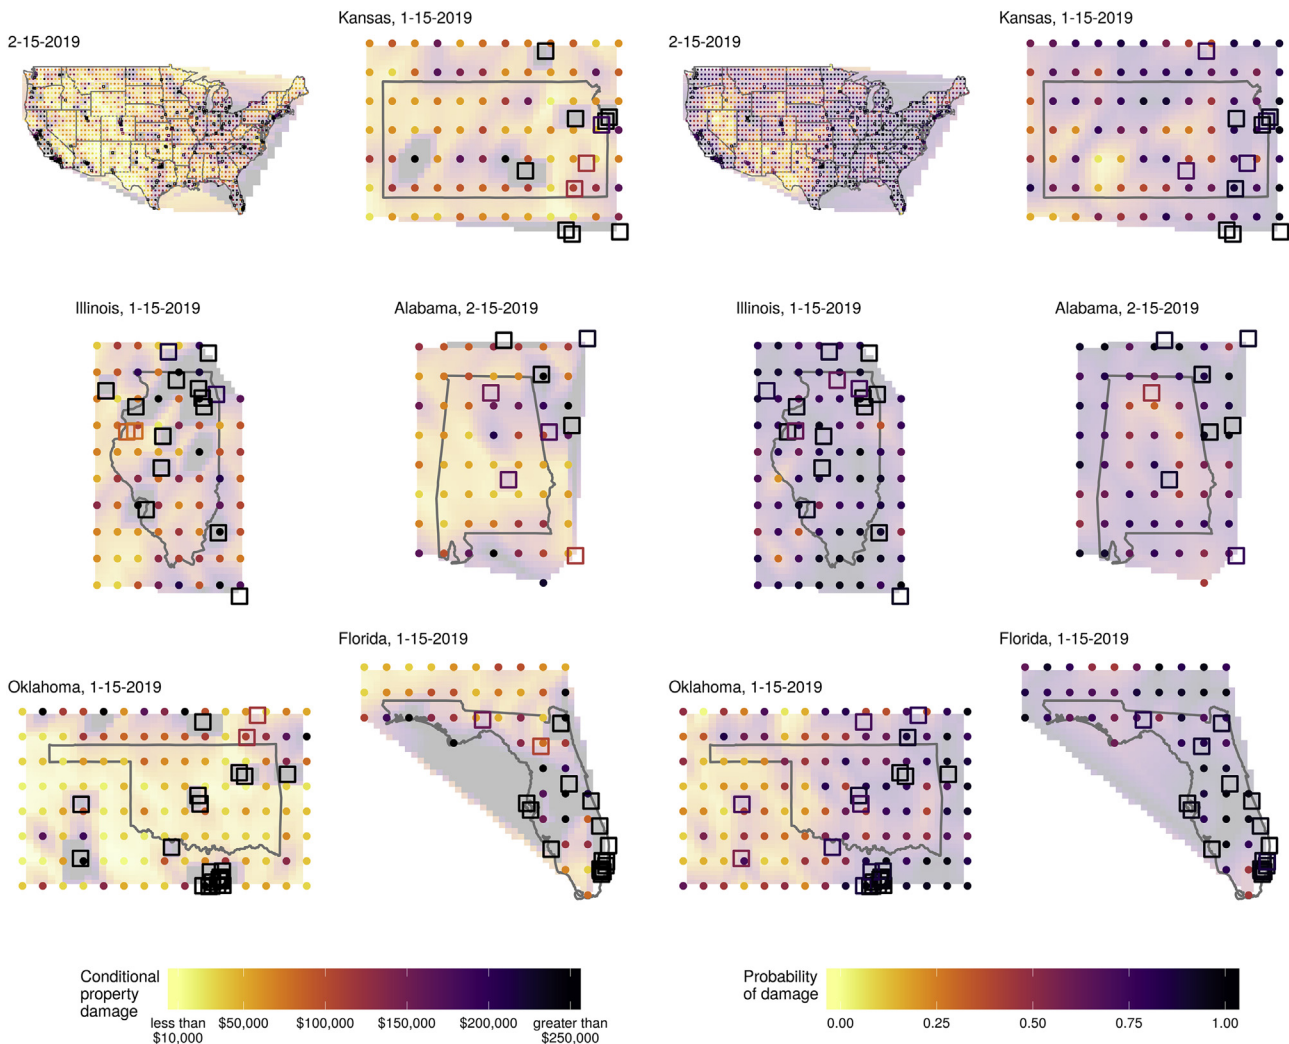 Kansas, 1-15-2019
Kansas, 1-15-2019
2-15-2019
2-15-2019
Illinois, 1-15-2019
Alabama, 2-15-2019
Illinois, 1-15-2019
Alabama, 2-15-2019
Florida, 1-15-2019
Florida, 1-15-2019
Oklahoma, 1-15-2019
Oklahoma, 1-15-2019
Conditional
property
damage
less than
$10,000
$50,000
$100,000
$150,000
$200,000
greater than
$250,000
Probability
of damage
0.00
0.25
0.50
0.75
1.00